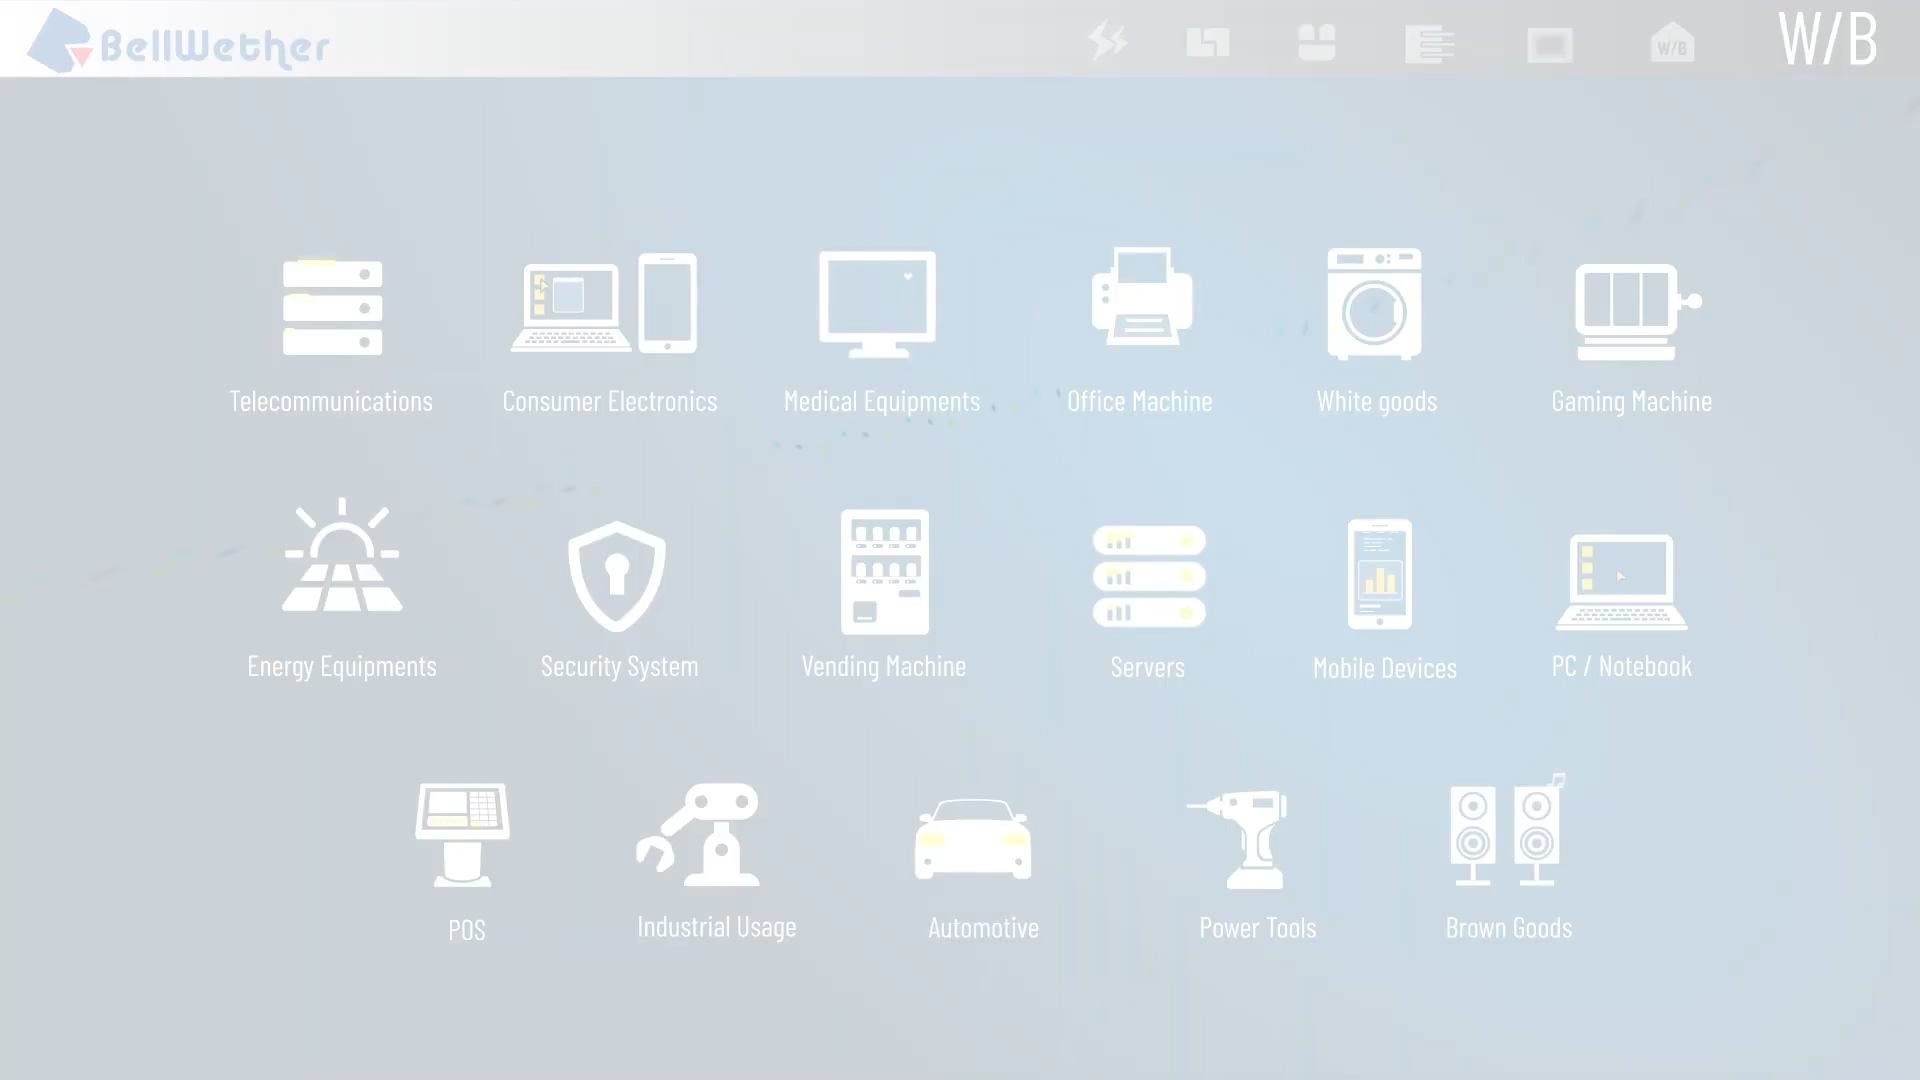 BellWether
W/B
W/B
Telecommunications
Consumer Electronics
Medical Equipments
Office Machine
White goods
Gaming Machine
Energy Equipments
Security System
Vending Machine
Servers
Mobile Devices
PC / Notebook
POS
Industrial Usage
Automotive
Power Tools
Brown Goods